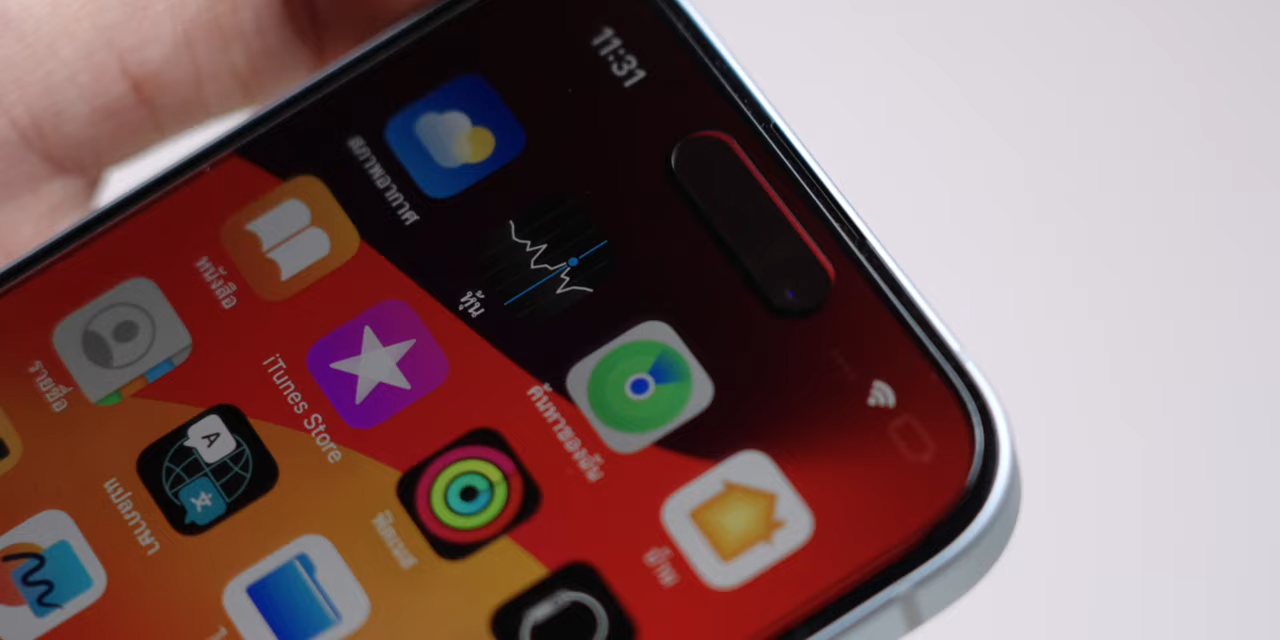 11:31
สภาพอากาศ
หุ้น
ค้นหาของฉัน
บ้าน
หนังสือ
iTunes Store
ฟิตเนส
รายชื่อ
แปลภาษา
A
文